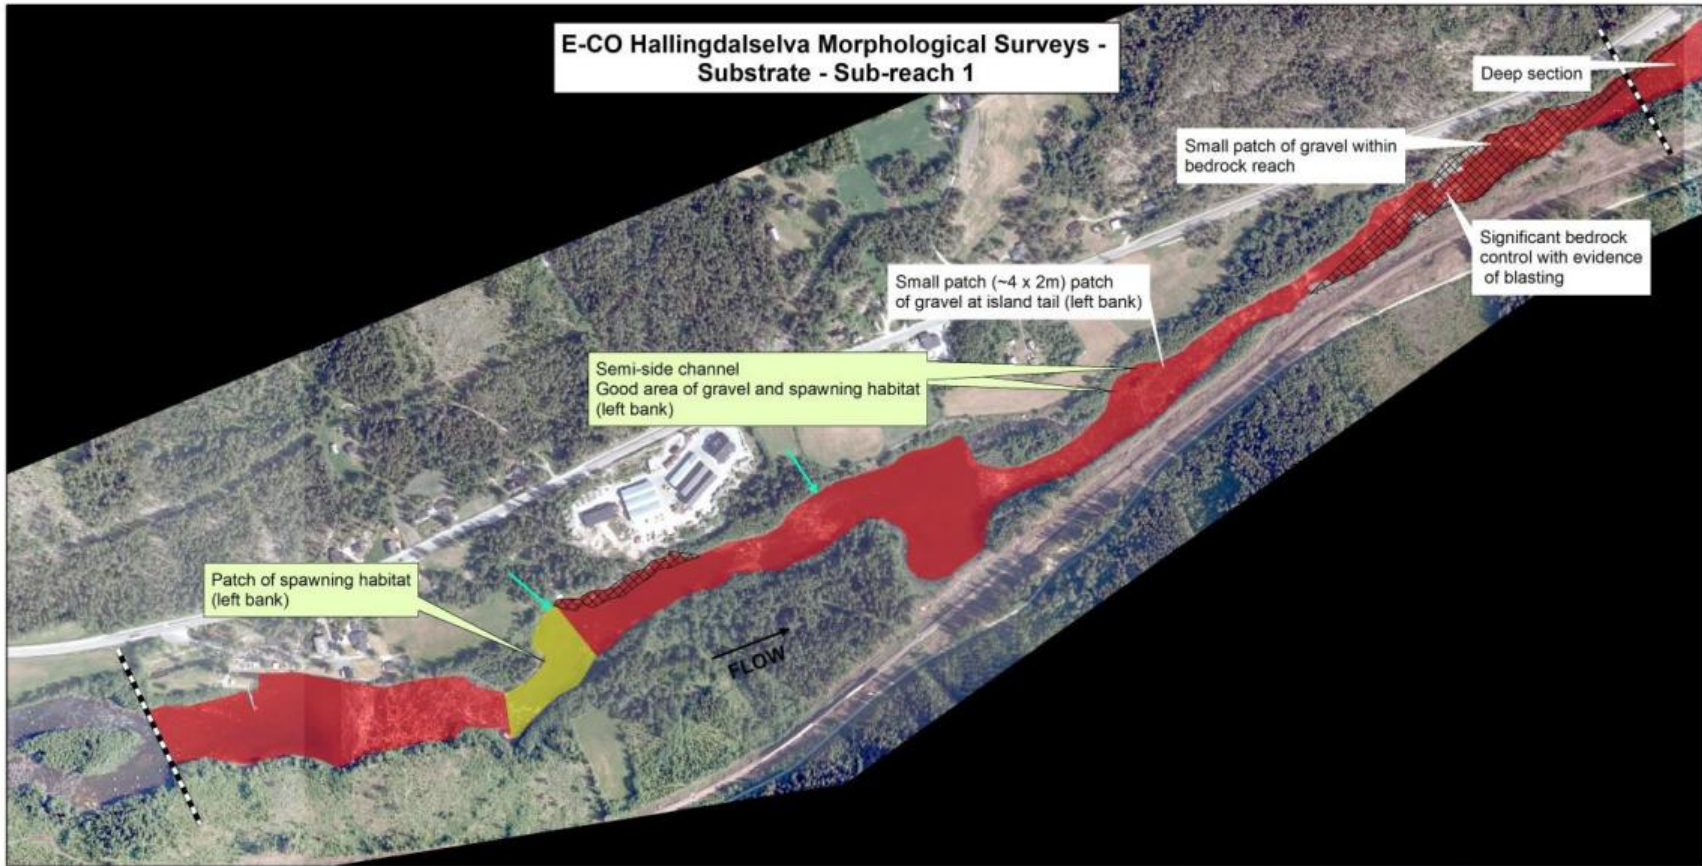 E-CO Hallingdalselva Morphological Surveys -
Substrate - Sub-reach 1
Deep section
Small patch of gravel within
bedrock reach
Significant bedrock
control with evidence
of blasting
Small patch (~4 x 2m) patch
of gravel at island tail (left bank)
Semi-side channel
Good area of gravel and spawning habitat
(left bank)
Patch of spawning habitat
(left bank)
FLOW